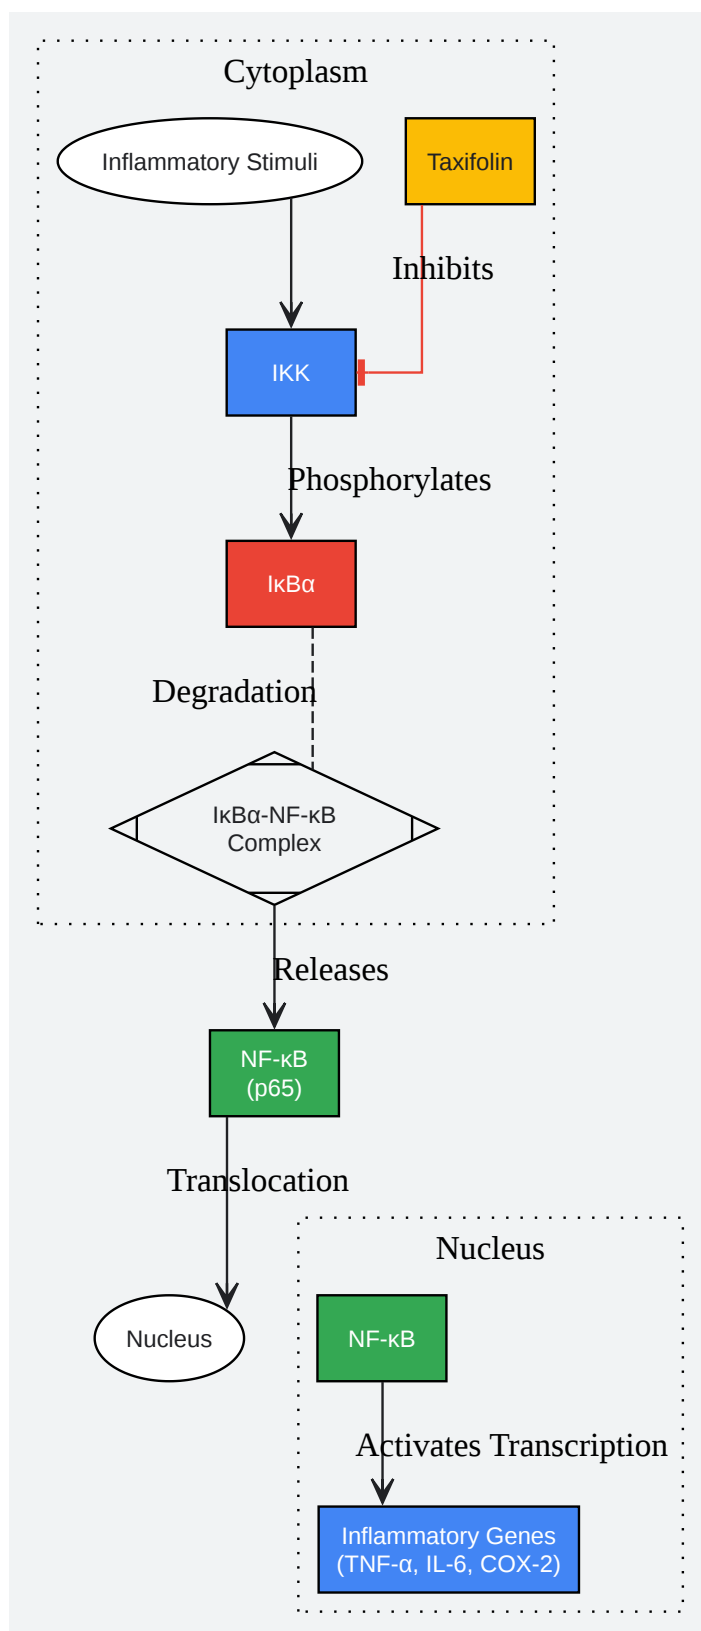 Cytoplasm
Inflammatory Stimuli
Taxifolin
Inhibits
IKK
Phosphorylates
IκBα
Degradation
IκBα-NF-κB
Complex
Releases
NF-κB
(p65)
Translocation
Nucleus
Nucleus
NF-κB
Activates Transcription
Inflammatory Genes
(TNF-α, IL-6, COX-2)